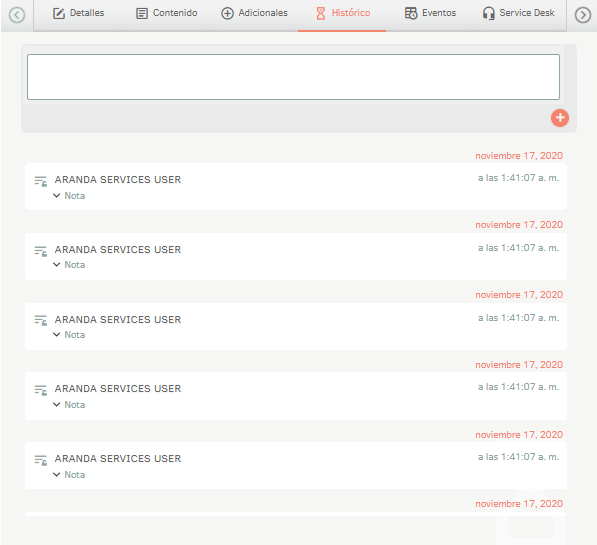 Detalles Contenido Adicionales Histórico Eventos Service Desk
noviembre 17, 2020
ARANDA SERVICES USER a las 1:41:07 a. m.
Nota
noviembre 17, 2020
ARANDA SERVICES USER a las 1:41:07 a. m.
Nota
noviembre 17, 2020
ARANDA SERVICES USER a las 1:41:07 a. m.
Nota
noviembre 17, 2020
ARANDA SERVICES USER a las 1:41:07 a. m.
Nota
noviembre 17, 2020
ARANDA SERVICES USER a las 1:41:07 a. m.
Nota
noviembre 17, 2020